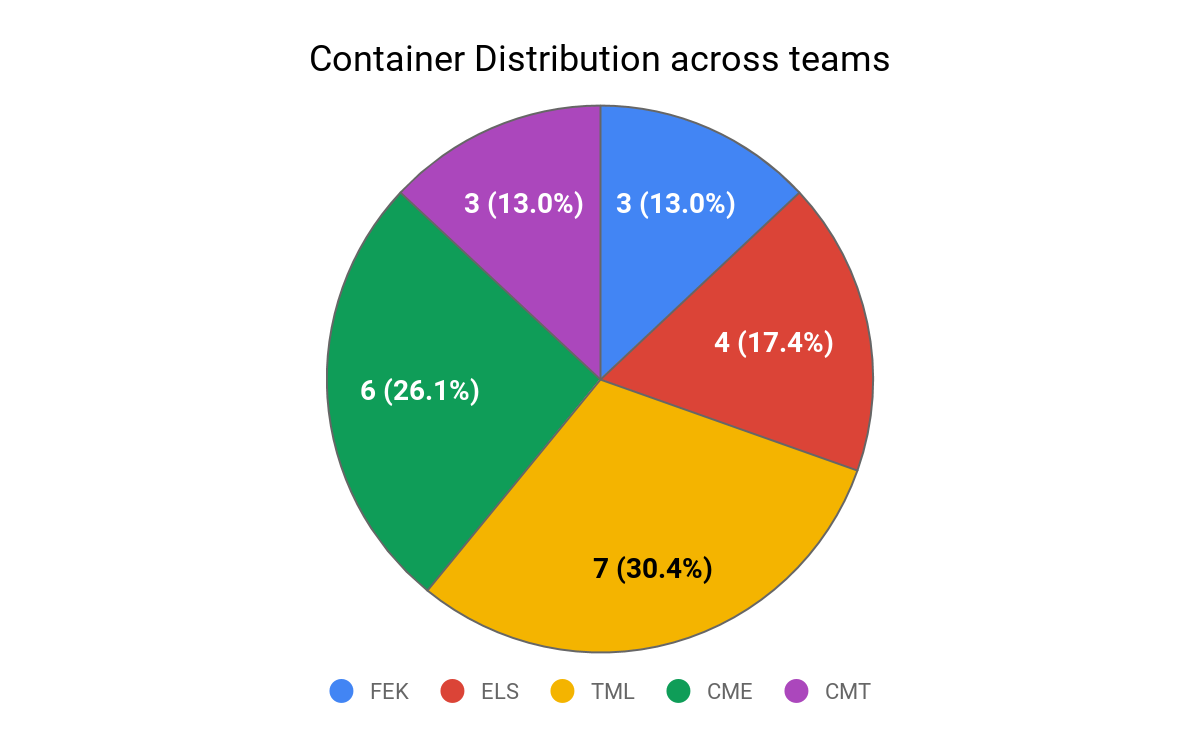 Container Distribution across teams
3 (13.0%) 3 (13.0%)
4 (17.4%)
6 (26.1%)
7 (30.4%)
FEK ELS TML CME CMT